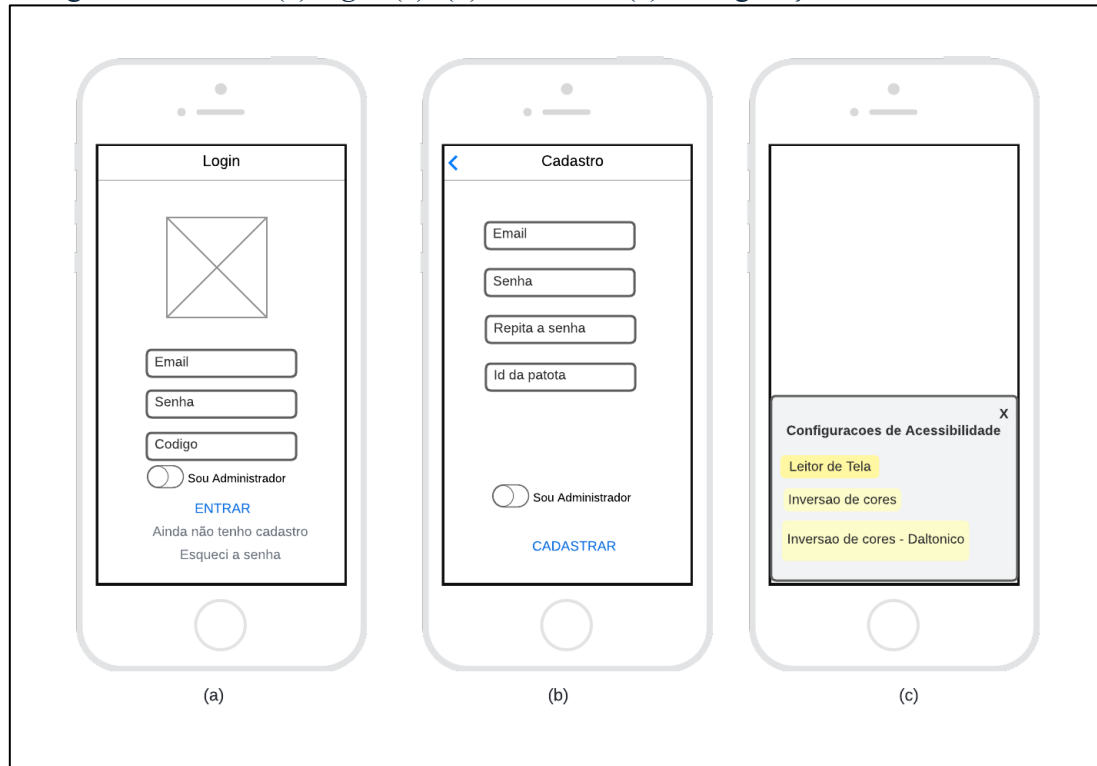 Login
Email
Senha
Codigo
Sou Administrador
ENTRAR
Ainda não tenho cadastro
Esqueci a senha
(a)
Cadastro
Email
Senha
Repita a senha
Id da patota
Sou Administrador
CADASTRAR
(b)
X
Configuracoes de Acessibilidade
Leitor de Tela
Inversao de cores
Inversao de cores - Daltonico
(c)